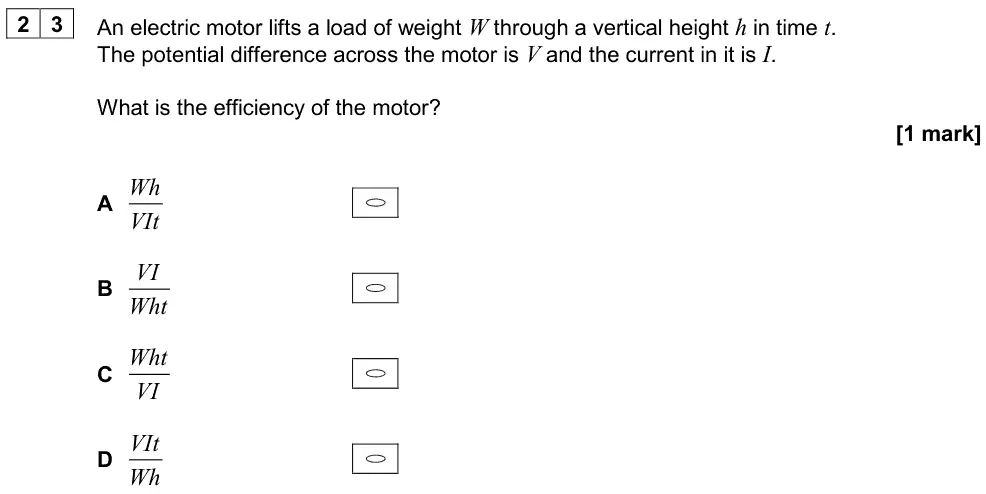 2 3 An electric motor lifts a load of weight W through a vertical height h in time t.
The potential difference across the motor is V and the current in it is I.
What is the efficiency of the motor?
[1 mark]
A Wh/VIt
B VI/Wht
C Wht/VI
D VIt/Wh